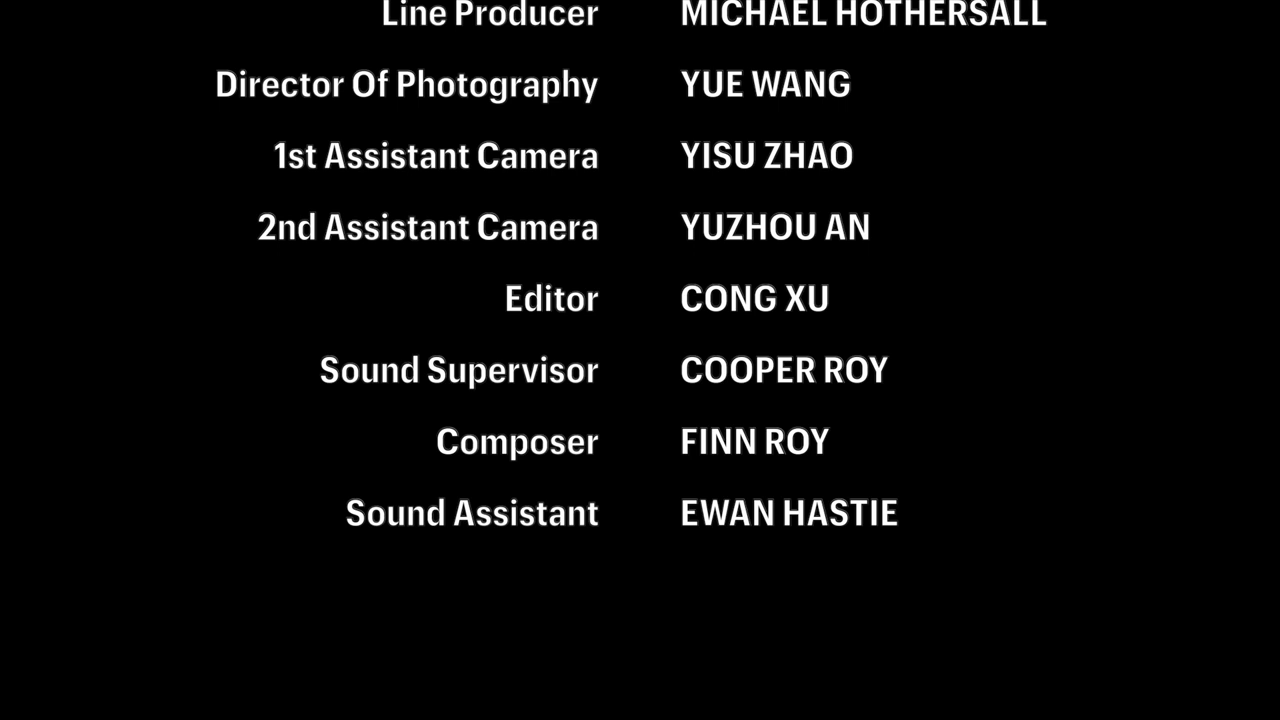 Line Producer MICHAEL HOTHERSALL
Director Of Photography YUE WANG
1st Assistant Camera YISU ZHAO
2nd Assistant Camera YUZHOU AN
Editor CONG XU
Sound Supervisor COOPER ROY
Composer FINN ROY
Sound Assistant EWAN HASTIE